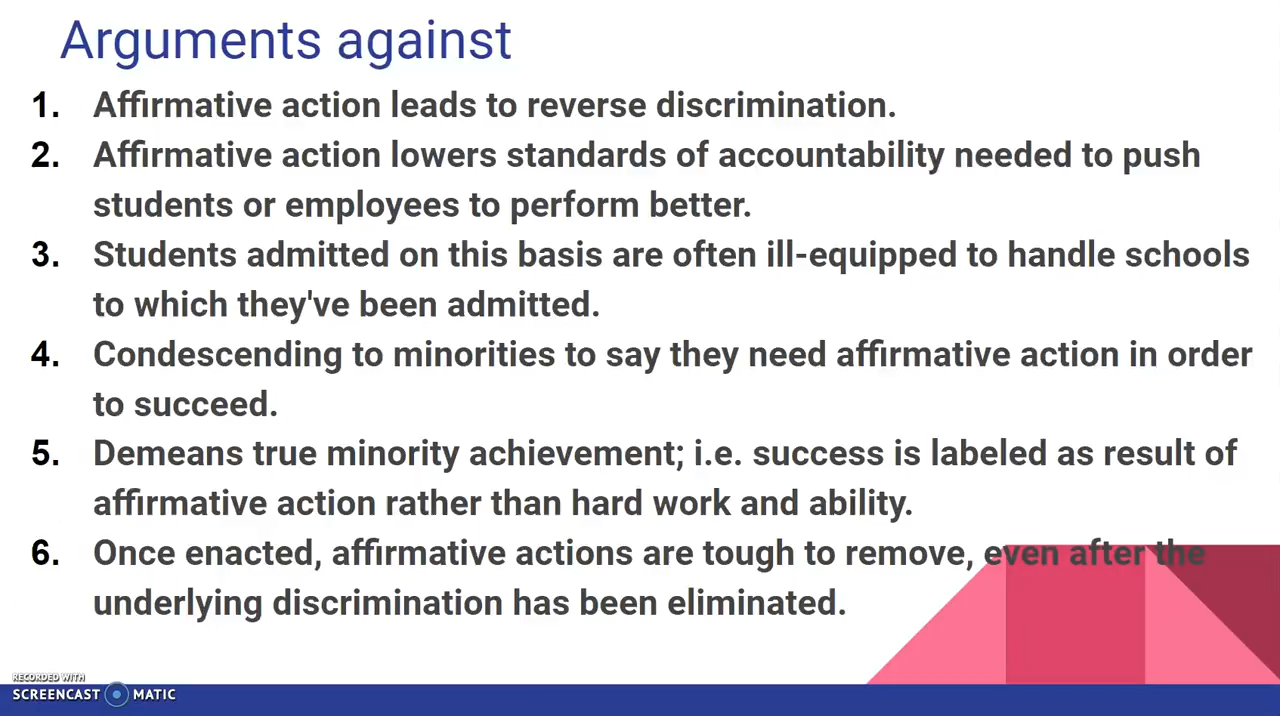 Arguments against
1. Affirmative action leads to reverse discrimination.
2. Affirmative action lowers standards of accountability needed to push
students or employees to perform better.
3. Students admitted on this basis are often ill-equipped to handle schools
to which they've been admitted.
4. Condescending to minorities to say they need affirmative action in order
to succeed.
5. Demeans true minority achievement; i.e. success is labeled as result of
affirmative action rather than hard work and ability.
6. Once enacted, affirmative actions are tough to remove, even after the
underlying discrimination has been eliminated.
RECORDED WITH
SCREENCAST MATIC